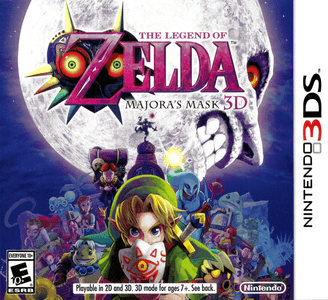 THE LEGEND OF
ZELDA
MAJORA'S MASK 3D
NINTENDO 3DS
EVERYONE 10+
E10+
ESRB
Playable in 2D and 3D. 3D mode for ages 7+. See back.
Nintendo